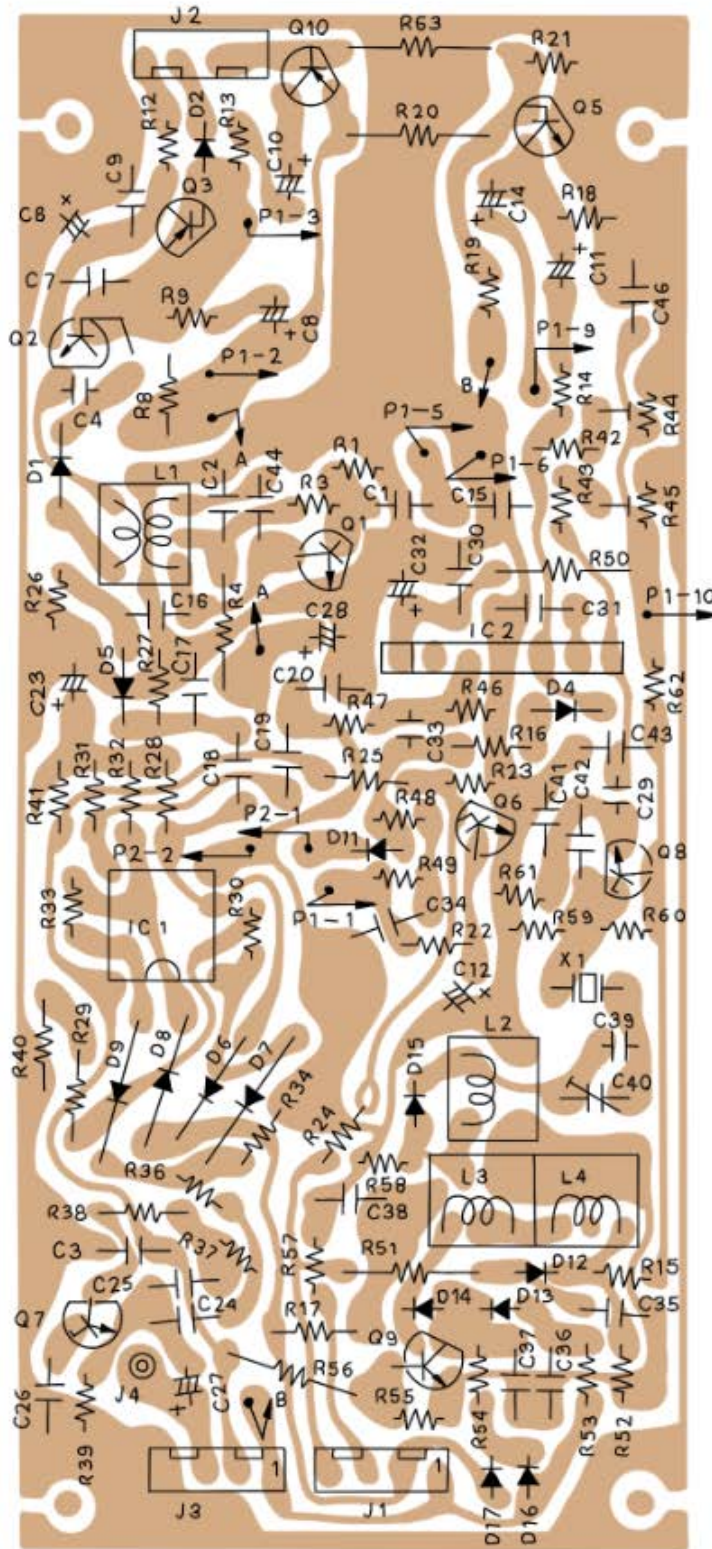 J2
Q10
R63
R21
R12
D2
R13
C10
+
R20
Q5
C9
Q3
C14
+
R18
C6
P1-3
R19
C11
+
C7
C46
Q2
R9
C8
+
P1-9
P1-2
C4
R8
B
R14
R44
P1-5
A
R42
D1
L1
C2
C44
R1
P1-6
R3
C1
C15
R43
R45
Q1
C32
+
C30
R50
R26
C16
R4
A
C28
+
C31
P1-10
IC2
D5
R27
C17
C23
+
C20
R46
D4
R62
R47
C33
R16
C43
R41
R31
R32
R28
C18
C19
R25
R23
C41
C42
C29
R48
Q6
P2-1
P2-2
D11
Q8
R49
R61
R33
R30
IC1
P1-1
C34
R22
R59
R60
C12
X1
R40
R29
D9
D8
D6
D7
R34
D15
L2
C39
C40
R24
R36
R58
L3
L4
R38
C38
C3
R37
R57
R51
D12
R15
C25
D14
D13
C35
Q7
C24
R17
Q9
C37
C36
J4
R56
C26
R39
C27
+
B
R55
R54
R53
R52
1
1
J3
J1
D17
D16